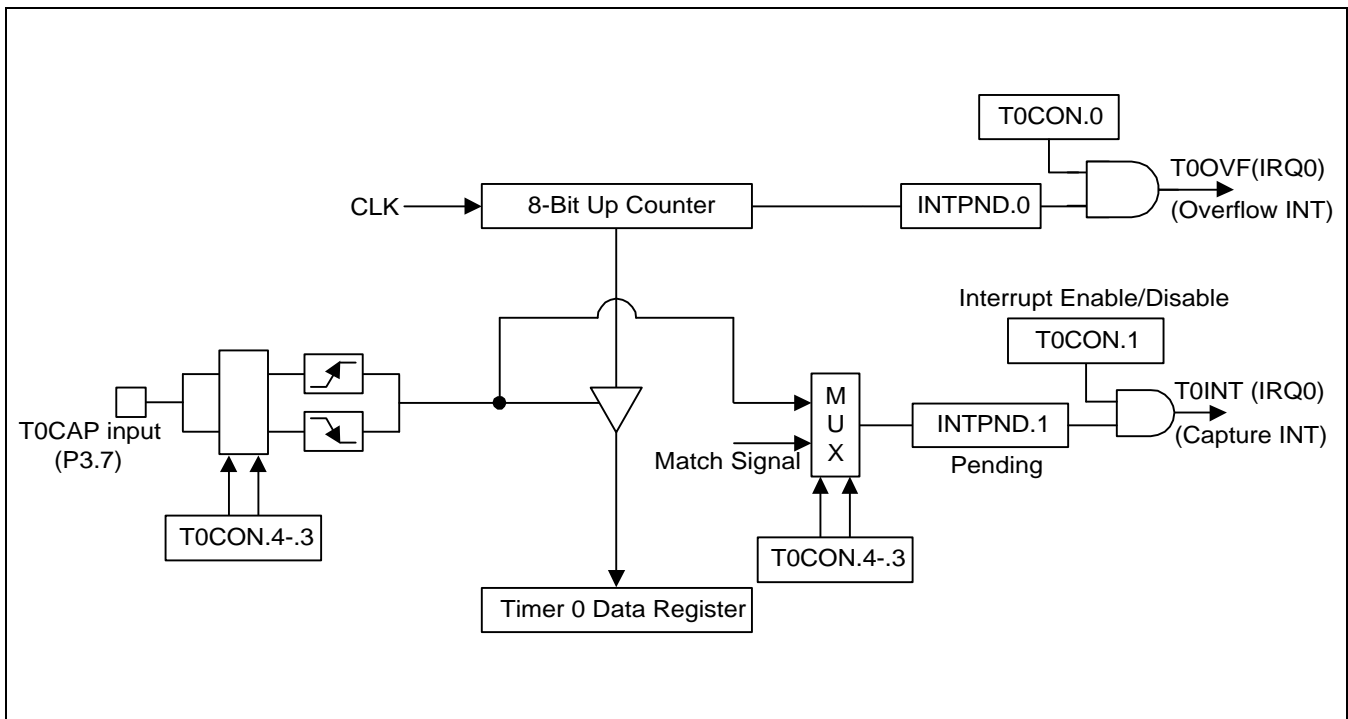 T0CON.0
CLK
8-Bit Up Counter
INTPND.0
T0OVF(IRQ0)
(Overflow INT)
Interrupt Enable/Disable
T0CON.1
T0CAP input
(P3.7)
M
U
X
Match Signal
INTPND.1
Pending
T0INT (IRQ0)
(Capture INT)
T0CON.4-.3
T0CON.4-.3
Timer 0 Data Register